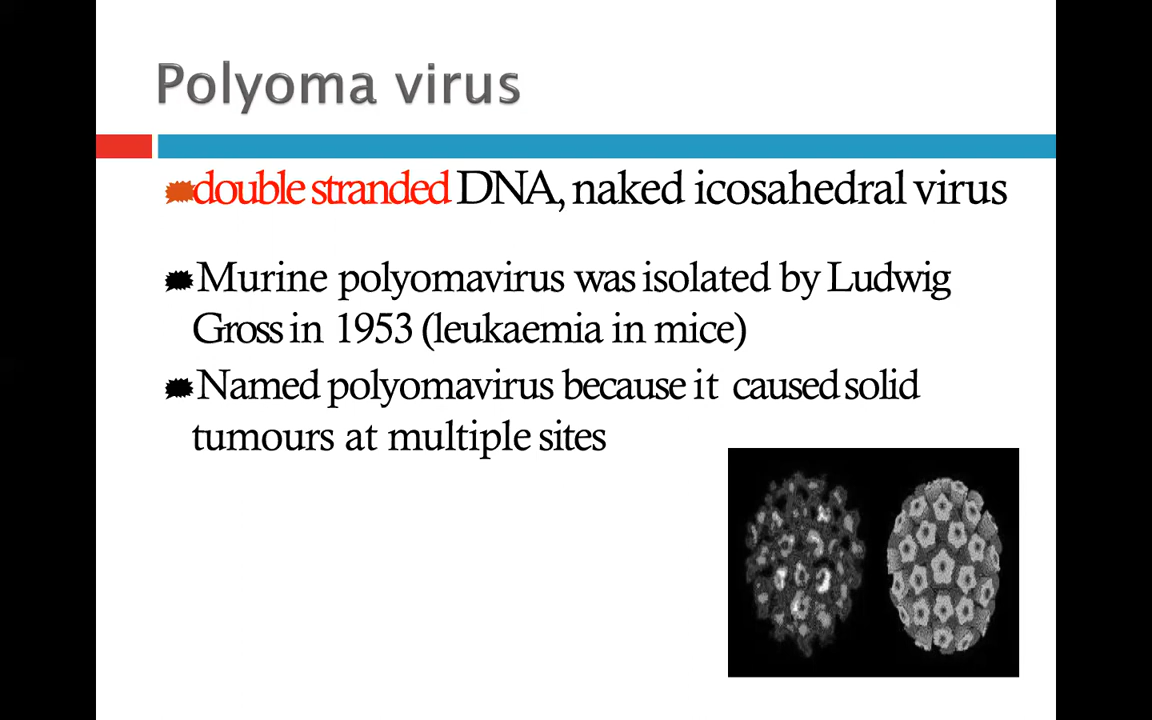 Polyoma virus
double stranded DNA, naked icosahedral virus
Murine polyomavirus was isolated by Ludwig
Gross in 1953 (leukaemia in mice)
Named polyomavirus because it caused solid
tumours at multiple sites